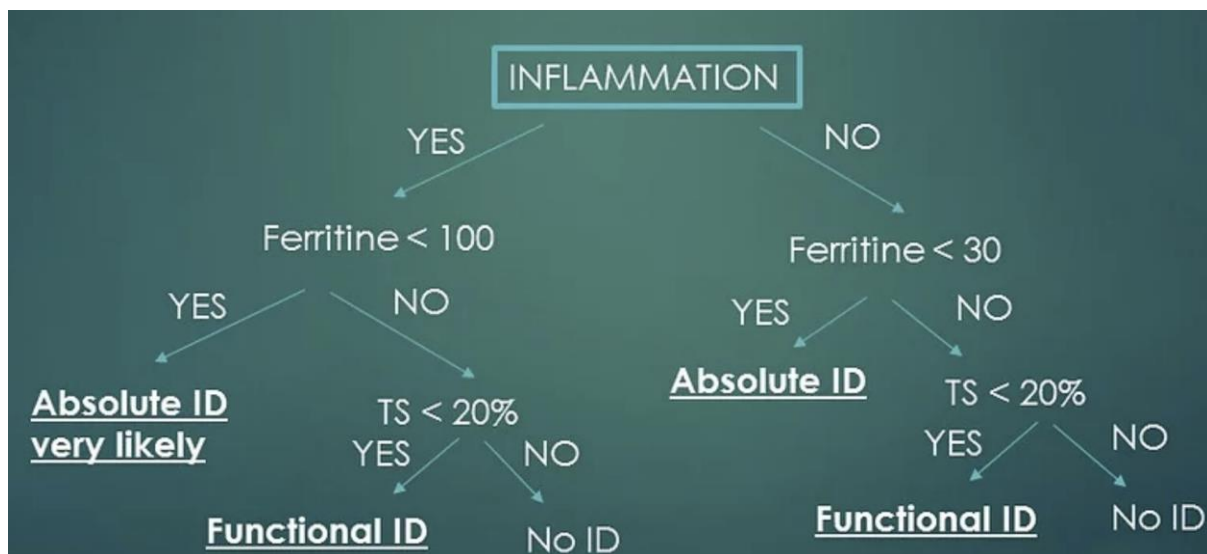 INFLAMMATION
YES
NO
Ferritine < 100
Ferritine < 30
YES
NO
YES
NO
Absolute ID
very likely
TS < 20%
Absolute ID
TS < 20%
YES
NO
YES
NO
Functional ID
No ID
Functional ID
No ID